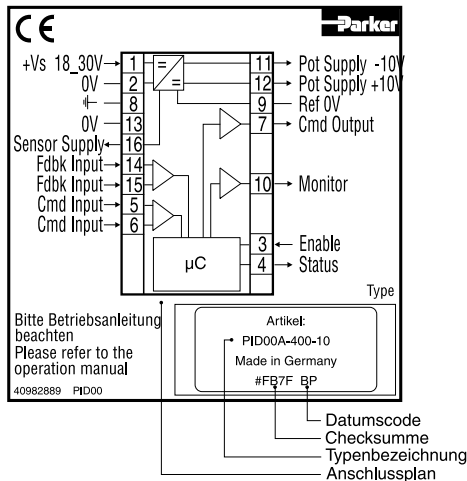 CE
Parker
+Vs 18_30V 1 = 11 Pot Supply -10V
0V 2 = 12 Pot Supply +10V
8 9 Ref 0V
0V 13 7 Cmd Output
Sensor Supply 16
Fdbk Input 14
Fdbk Input 15 10 Monitor
Cmd Input 5
Cmd Input 6
µC 3 Enable
4 Status
Type
Bitte Betriebsanleitung
beachten
Please refer to the
operation manual
40982889 PID00
Artikel:
PID00A-400-10
Made in Germany
#FB7F BP
Datumscode
Checksumme
Typenbezeichnung
Anschlussplan